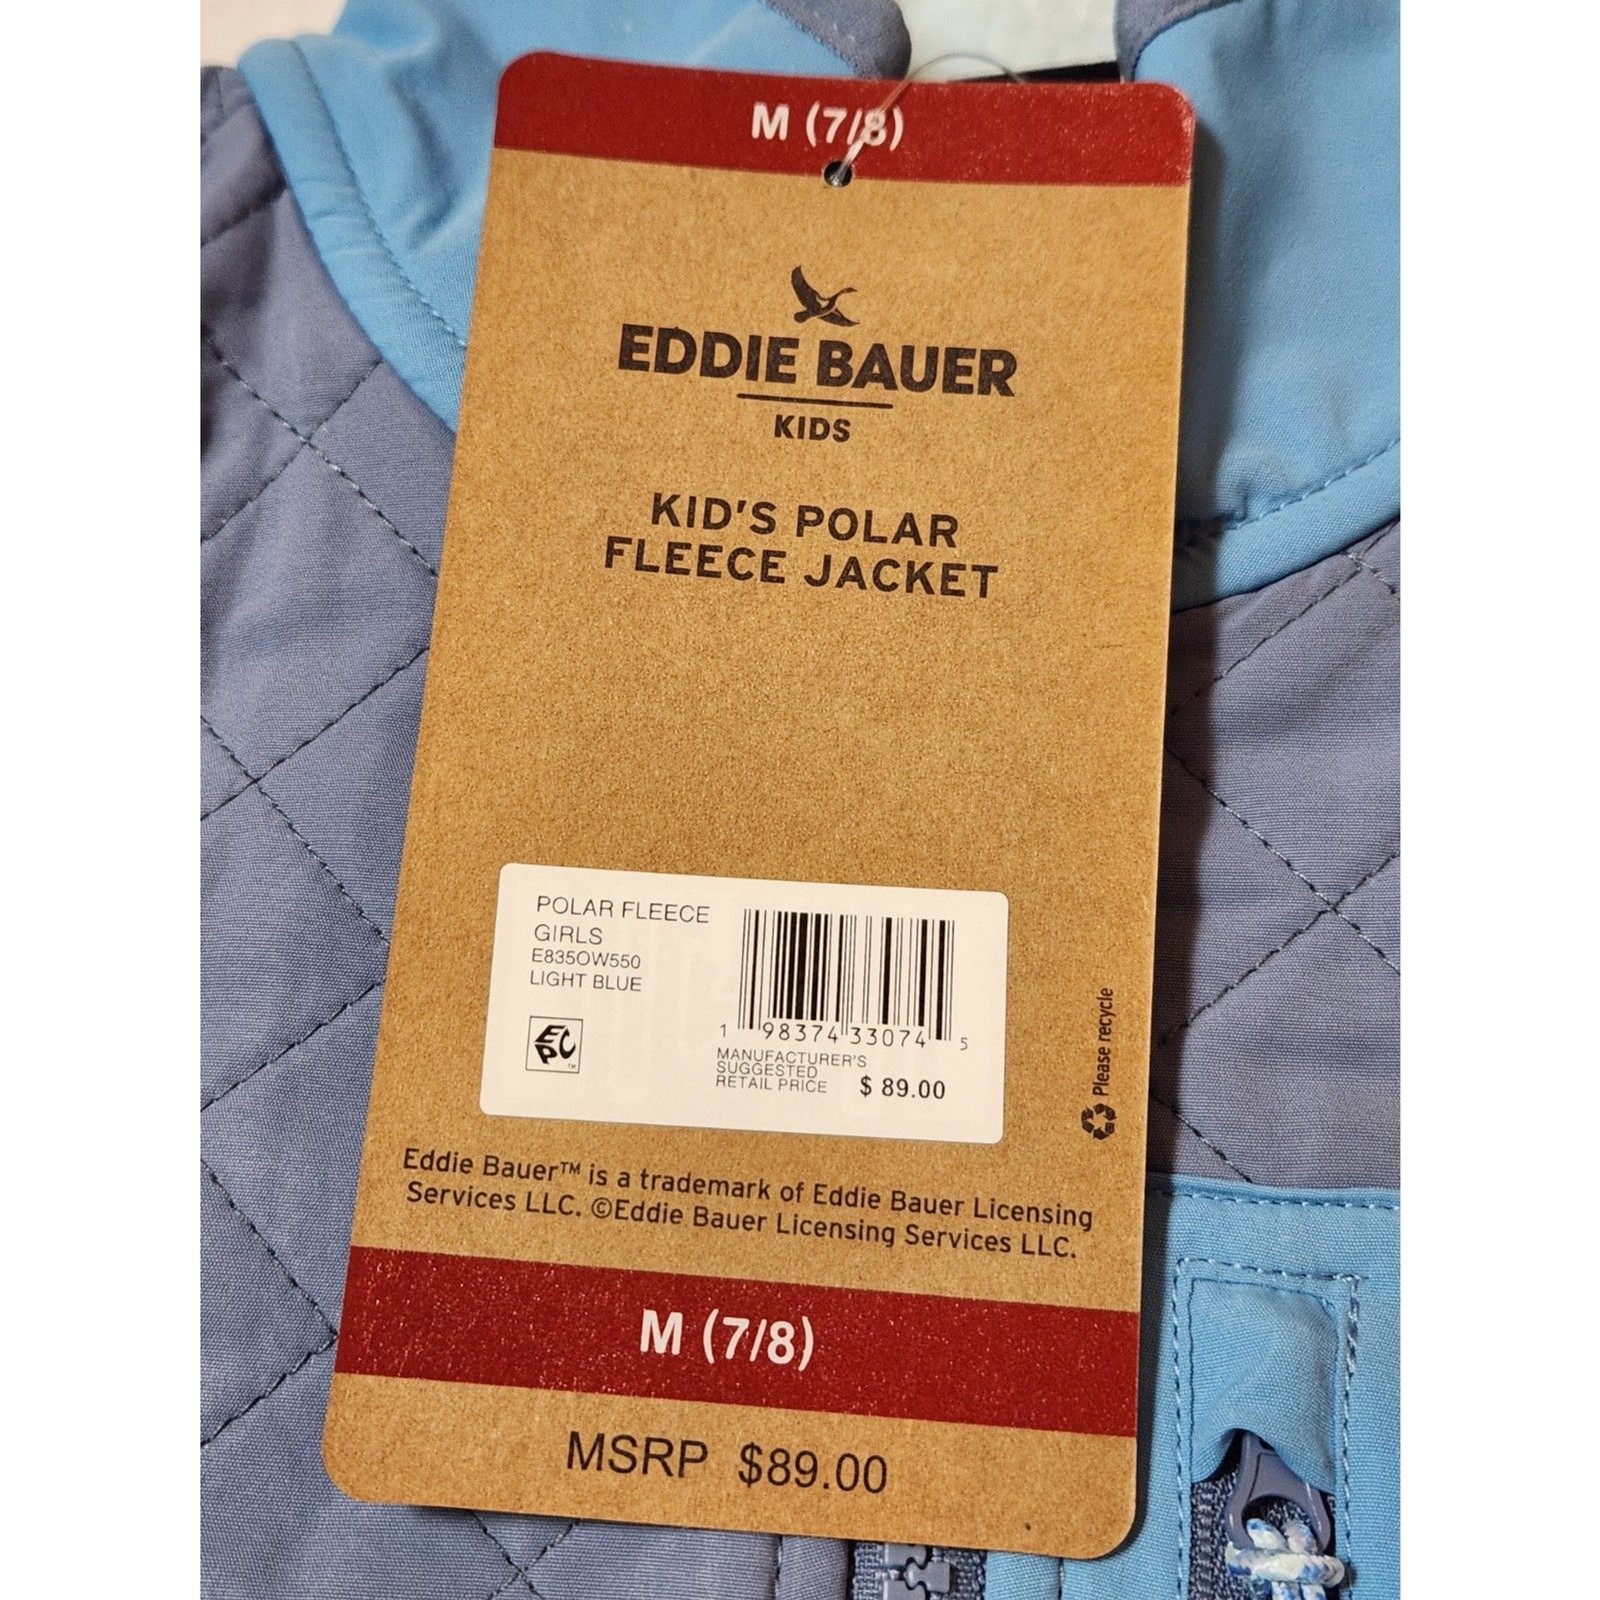 M (7/8)
EDDIE BAUER
KIDS
KID'S POLAR
FLEECE JACKET
POLAR FLEECE
GIRLS
E835OW550
LIGHT BLUE
EPC™
1 98374 33074 5
MANUFACTURER'S
SUGGESTED
RETAIL PRICE $ 89.00
Please recycle
Eddie Bauer™ is a trademark of Eddie Bauer Licensing
Services LLC. ©Eddie Bauer Licensing Services LLC.
M (7/8)
MSRP $89.00